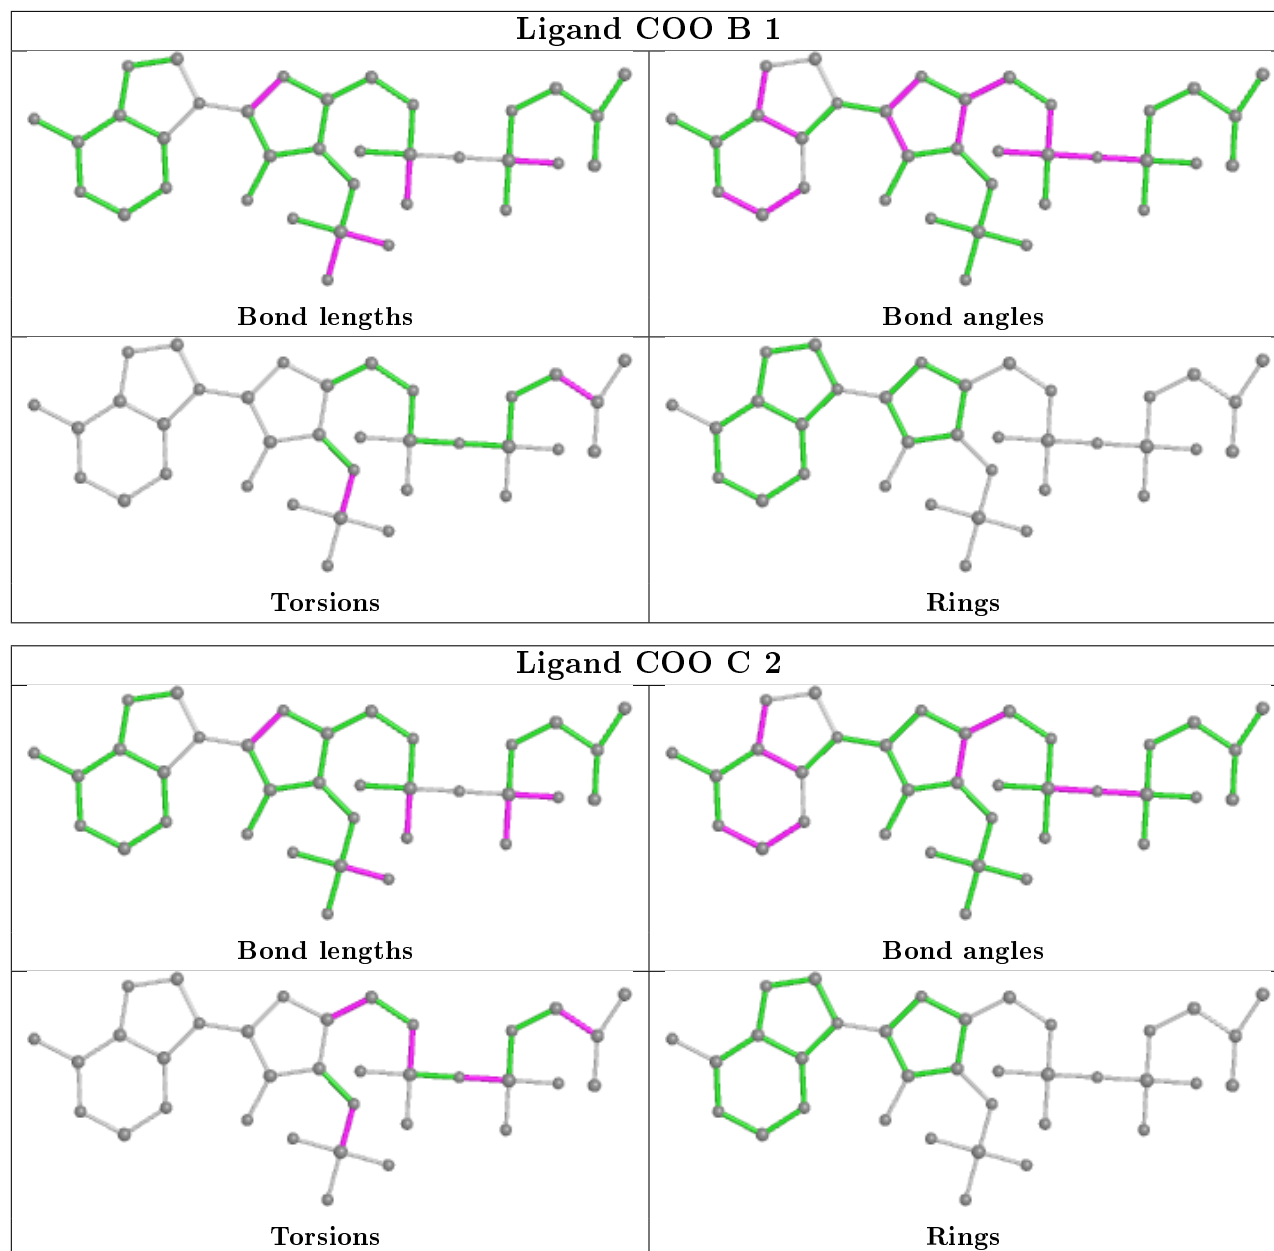 Ligand COO B 1
Bond lengths
Bond angles
Torsions
Rings
Ligand COO C 2
Bond lengths
Bond angles
Torsions
Rings